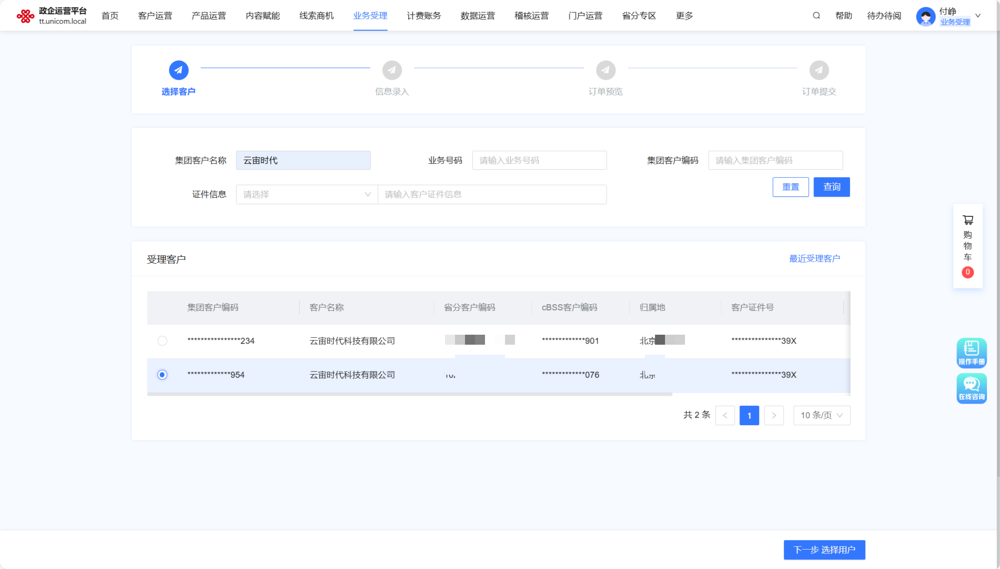 政企运营平台
tt.unicom.local
首页 客户运营 产品运营 内容赋能 线索商机 业务受理 计费账务 数据运营 稽核运营 门户运营 省分专区 更多
帮助 待办待阅
付峥
业务受理
选择客户 信息录入 订单预览 订单提交
集团客户名称 云宙时代 业务号码 请输入业务号码 集团客户编码 请输入集团客户编码
证件信息 请选择 请输入客户证件信息 重置 查询
受理客户 最近受理客户
集团客户编码 客户名称 省分客户编码 cBSS客户编码 归属地 客户证件号
****************234 云宙时代科技有限公司 *************901 北京 ***************39X
*************954 云宙时代科技有限公司 *************076 北京 ***************39X
共 2 条 < 1 > 10 条/页
下一步 选择用户
购
物
车
0
操作手册
在线咨询